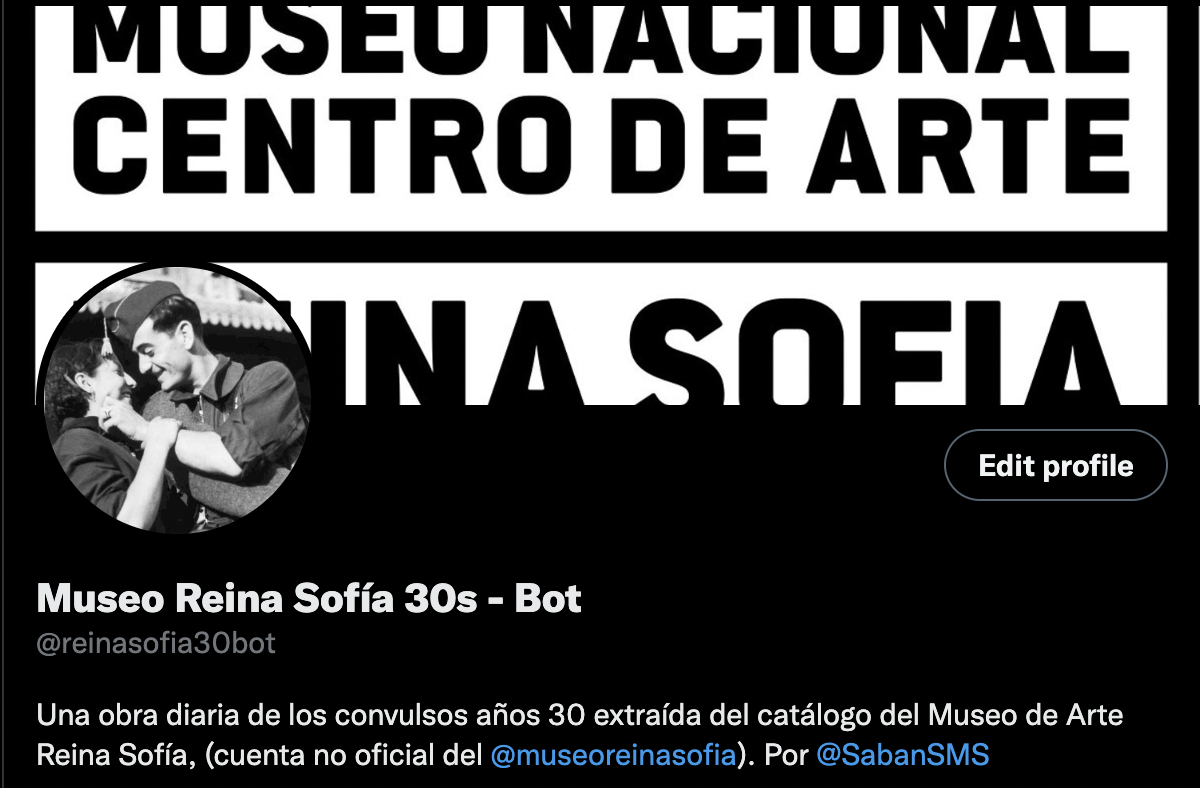 MUSEO NACIONAL
CENTRO DE ARTE
INA SOFIA
Edit profile
Museo Reina Sofía 30s - Bot
@reinasofia30bot
Una obra diaria de los convulsos años 30 extraída del catálogo del Museo de Arte
Reina Sofía, (cuenta no oficial del @museoreinasofia). Por @SabanSMS